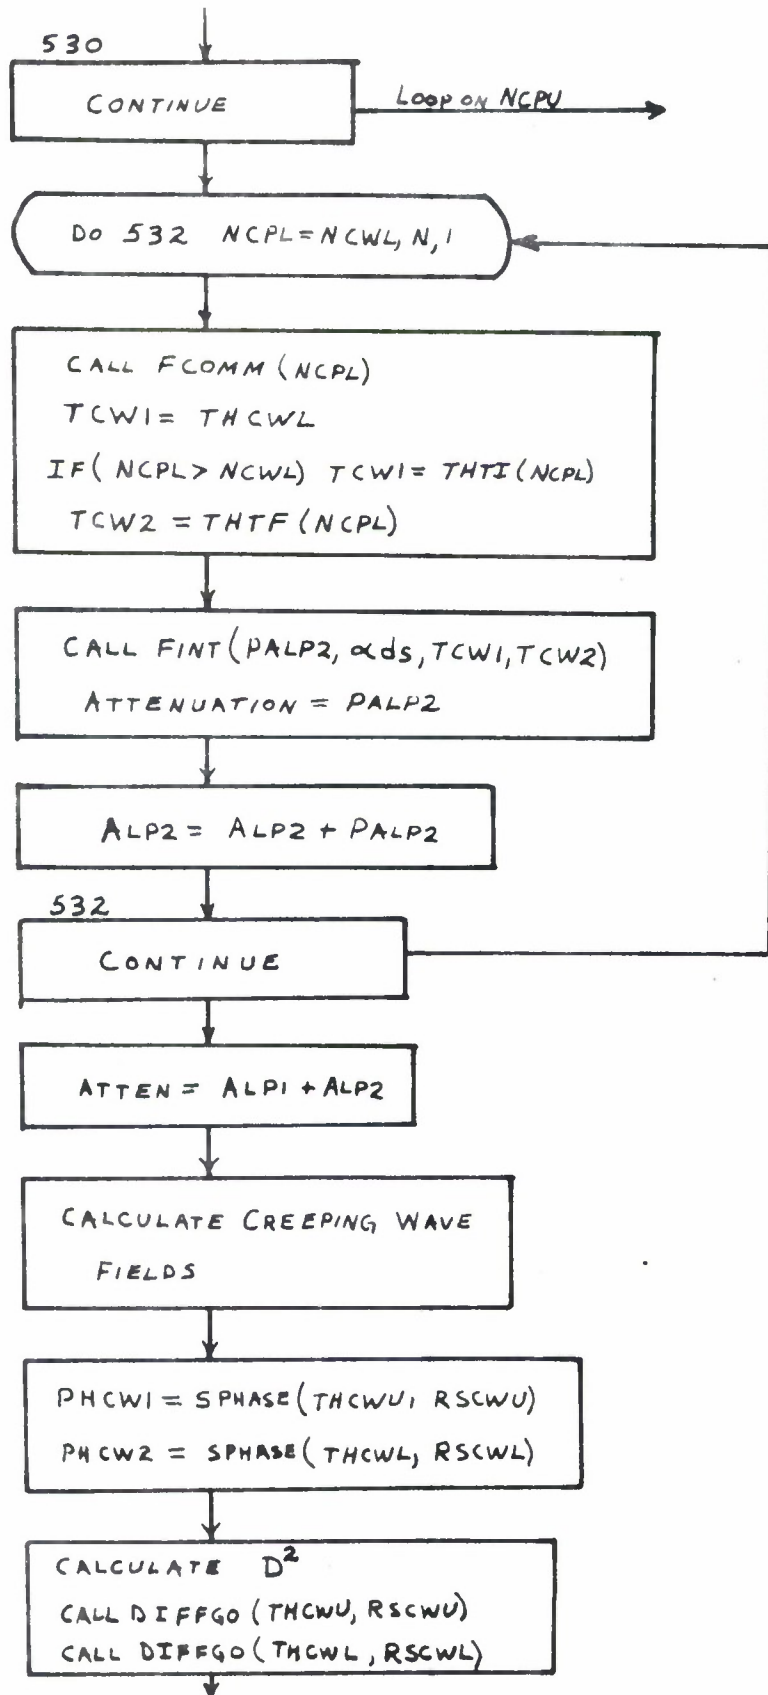 530
CONTINUE
LOOP ON NCPU
DO 532 NCPL=NCWL, N, 1
CALL FCOMM (NCPL)
TCW1= THCWL
IF( NCPL> NCWL) TCW1= THTI(NCPL)
TCW2 = THTF (NCPL)
CALL FINT(PALP2, αds, TCW1, TCW2)
ATTENUATION = PALP2
ALP2 = ALP2 + PALP2
532
CONTINUE
ATTEN = ALP1 + ALP2
CALCULATE CREEPING WAVE
FIELDS
PHCW1 = SPHASE(THCWU, RSCWU)
PHCW2 = SPHASE(THCWL, RSCWL)
CALCULATE D²
CALL DIFFGO (THCWU, RSCWU)
CALL DIFFGO (THCWL, RSCWL)